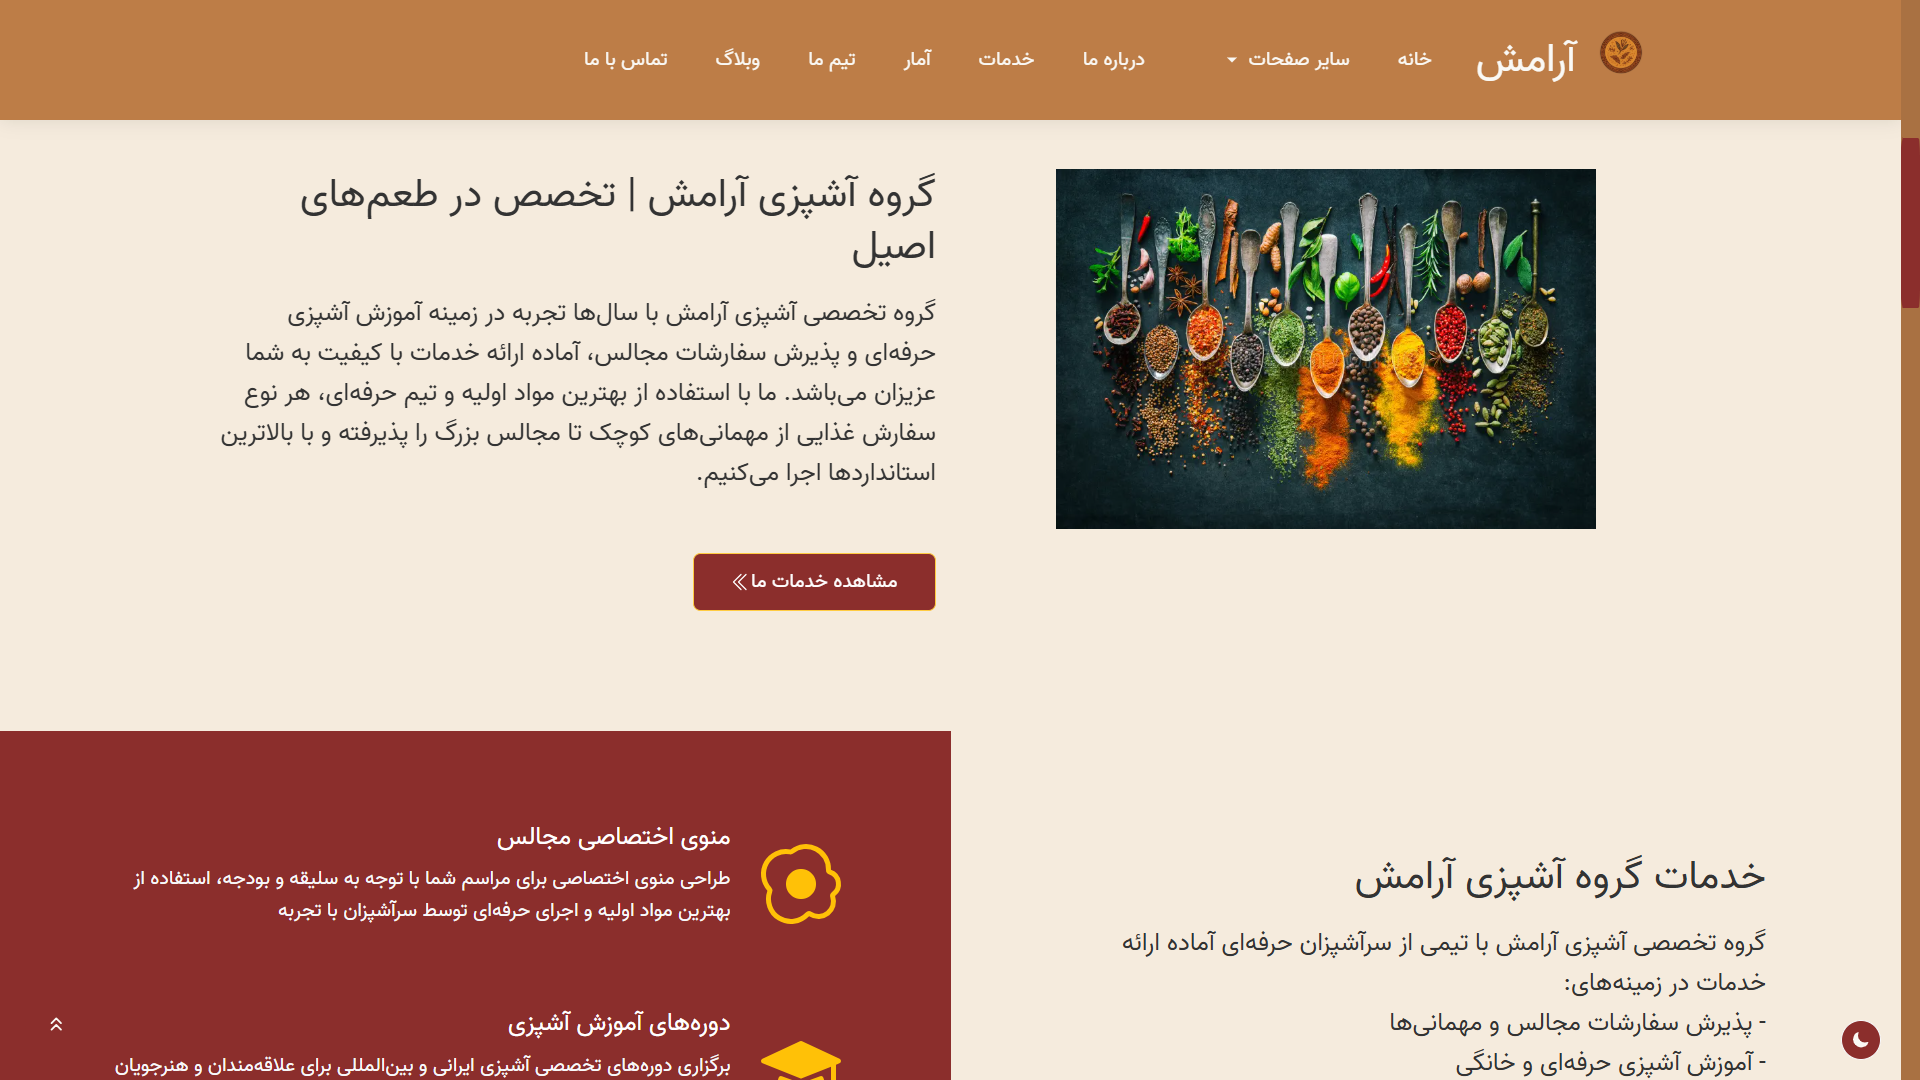 آرامش
خانه
سایر صفحات
درباره ما
خدمات
آمار
تیم ما
وبلاگ
تماس با ما
گروه آشپزی آرامش | تخصص در طعم‌های
اصیل
گروه تخصصی آشپزی آرامش با سال‌ها تجربه در زمینه آموزش آشپزی
حرفه‌ای و پذیرش سفارشات مجالس، آماده ارائه خدمات با کیفیت به شما
عزیزان می‌باشد. ما با استفاده از بهترین مواد اولیه و تیم حرفه‌ای، هر نوع
سفارش غذایی از مهمانی‌های کوچک تا مجالس بزرگ را پذیرفته و با بالاترین
استانداردها اجرا می‌کنیم.
مشاهده خدمات ما
خدمات گروه آشپزی آرامش
گروه تخصصی آشپزی آرامش با تیمی از سرآشپزان حرفه‌ای آماده ارائه
خدمات در زمینه‌های:
- پذیرش سفارشات مجالس و مهمانی‌ها
- آموزش آشپزی حرفه‌ای و خانگی
منوی اختصاصی مجالس
طراحی منوی اختصاصی برای مراسم شما با توجه به سلیقه و بودجه، استفاده از
بهترین مواد اولیه و اجرای حرفه‌ای توسط سرآشپزان با تجربه
دوره‌های آموزش آشپزی
برگزاری دوره‌های تخصصی آشپزی ایرانی و بین‌المللی برای علاقه‌مندان و هنرجویان